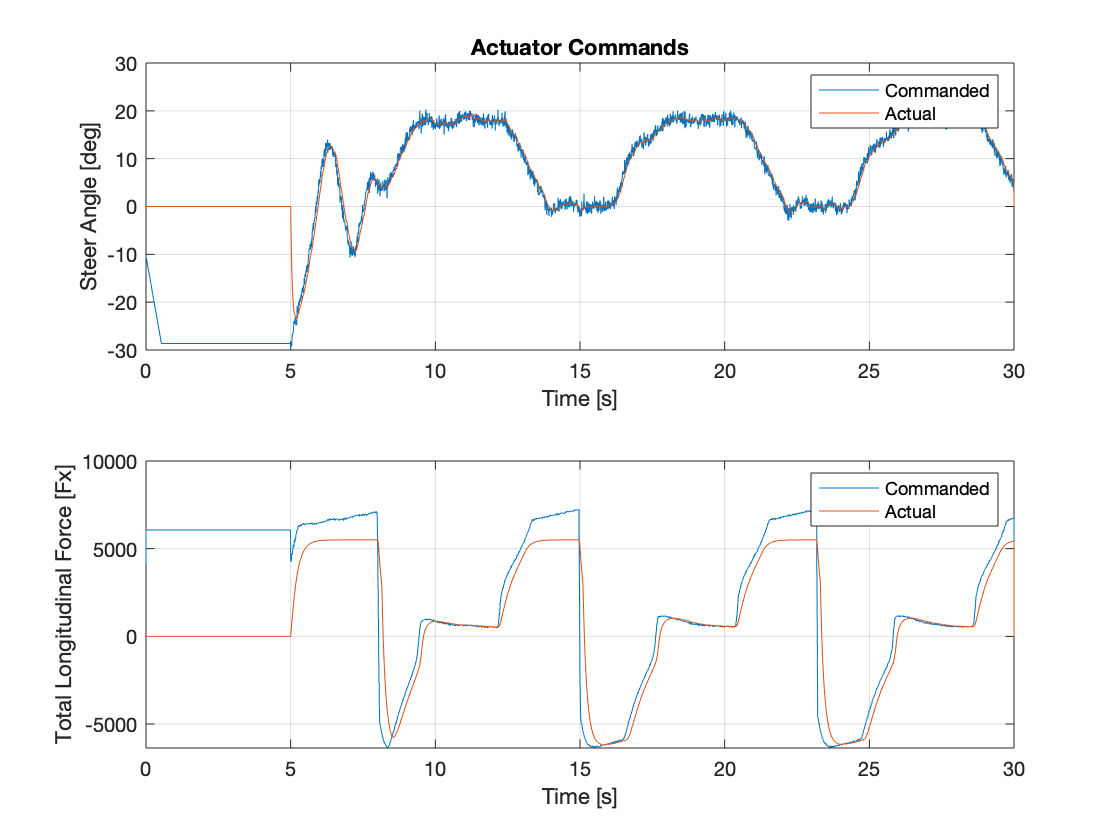 Actuator Commands
30
20
10
0
-10
-20
-30
Steer Angle [deg]
Commanded
Actual
0 5 10 15 20 25 30
Time [s]
10000
5000
0
-5000
Total Longitudinal Force [Fx]
Commanded
Actual
0 5 10 15 20 25 30
Time [s]